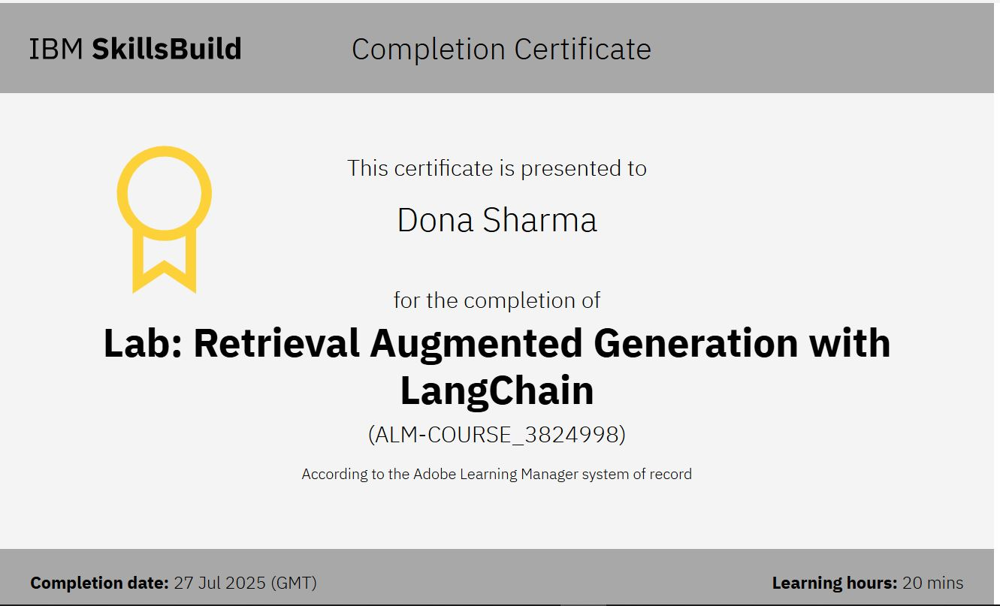 IBM SkillsBuild
Completion Certificate
This certificate is presented to
Dona Sharma
for the completion of
Lab: Retrieval Augmented Generation with
LangChain
(ALM-COURSE_3824998)
According to the Adobe Learning Manager system of record
Completion date: 27 Jul 2025 (GMT)
Learning hours: 20 mins